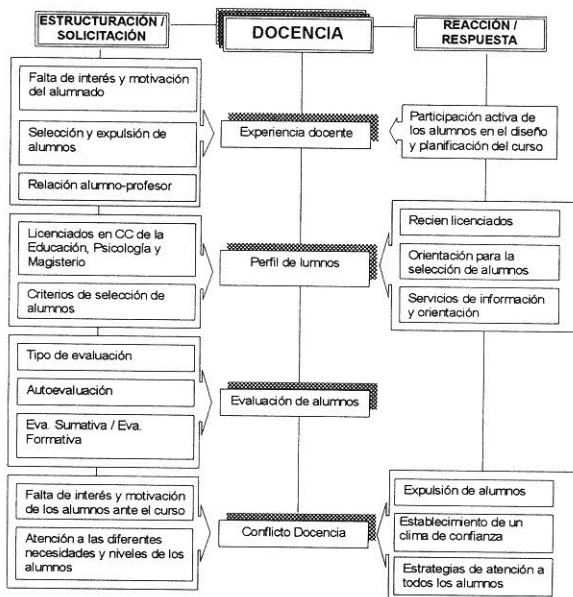 ESTRUCTURACIÓN /
SOLICITACIÓN
DOCENCIA
REACCIÓN /
RESPUESTA
Falta de interés y motivación
del alumnado
Selección y expulsión de
alumnos
Relación alumno-profesor
Experiencia docente
Participación activa de
los alumnos en el diseño
y planificación del curso
Licenciados en CC de la
Educación, Psicología y
Magisterio
Criterios de selección de
alumnos
Perfil de lumnos
Recien licenciados
Orientación para la
selección de alumnos
Servicios de información
y orientación
Tipo de evaluación
Autoevaluación
Eva. Sumativa / Eva.
Formativa
Evaluación de alumnos
Falta de interés y motivación
de los alumnos ante el curso
Atención a las diferentes
necesidades y niveles de los
alumnos
Conflicto Docencia
Expulsión de alumnos
Establecimiento de un
clima de confianza
Estrategias de atención a
todos los alumnos